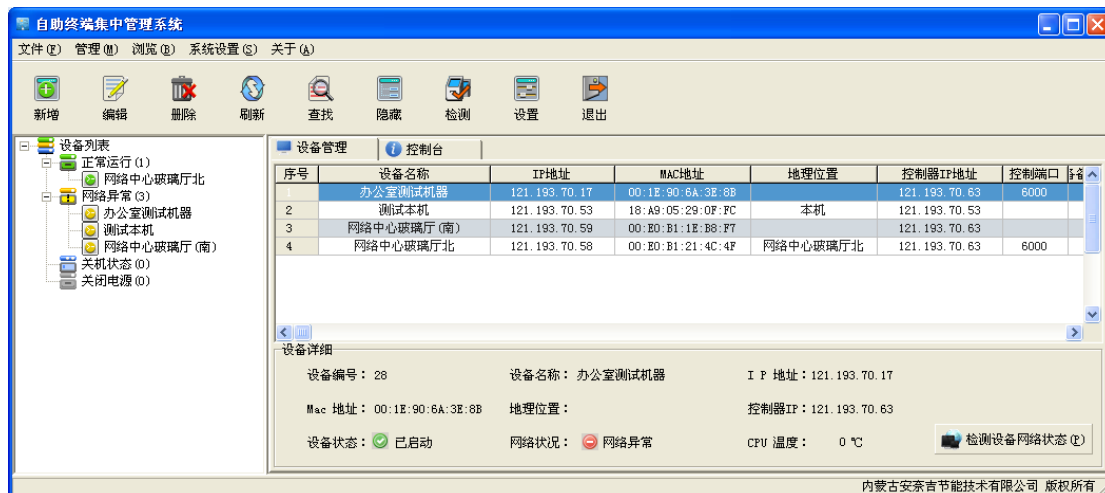 自助终端集中管理系统
文件(F) 管理(M) 浏览(B) 系统设置(S) 关于(A)
新增 编辑 删除 刷新 查找 隐藏 检测 设置 退出
设备列表
正常运行(1)
网络中心玻璃厅北
网络异常(3)
办公室测试机器
测试本机
网络中心玻璃厅(南)
关机状态(0)
关闭电源(0)
设备管理 控制台
序号 设备名称 IP地址 MAC地址 地理位置 控制器IP地址 控制端口
1 办公室测试机器 121.193.70.17 00:1E:90:6A:3E:8B 121.193.70.63 6000
2 测试本机 121.193.70.53 18:A9:05:29:0F:FC 本机 121.193.70.53
3 网络中心玻璃厅(南) 121.193.70.59 00:E0:B1:1E:B8:F7 121.193.70.63
4 网络中心玻璃厅北 121.193.70.58 00:E0:B1:21:4C:4F 网络中心玻璃厅北 121.193.70.63 6000
设备详细
设备编号： 28 设备名称： 办公室测试机器 I P 地址：121.193.70.17
Mac 地址： 00:1E:90:6A:3E:8B 地理位置： 控制器IP：121.193.70.63
设备状态： 已启动 网络状况： 网络异常 CPU 温度： 0 ℃ 检测设备网络状态(P)
内蒙古安奈吉节能技术有限公司 版权所有